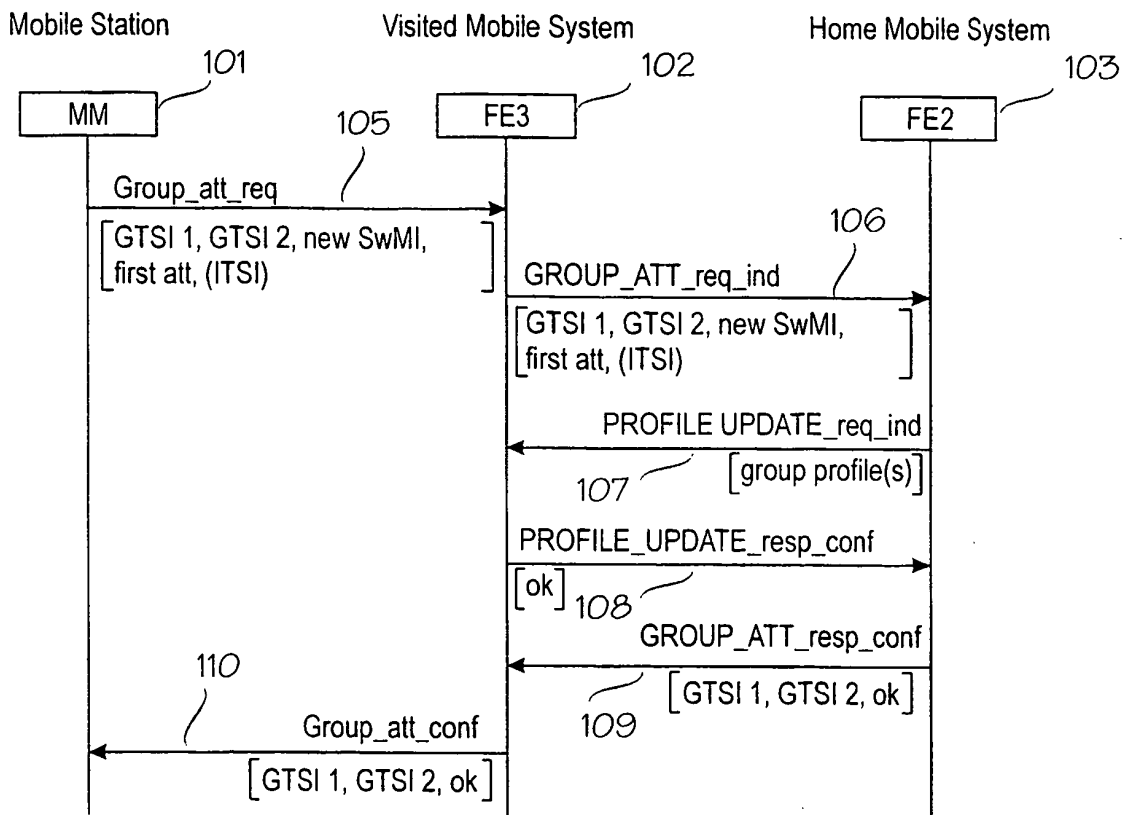 Mobile Station
Visited Mobile System
Home Mobile System
101
102
103
MM
FE3
FE2
105
Group_att_req
[GTSI 1, GTSI 2, new SwMI,
first att, (ITSI)]
106
GROUP_ATT_req_ind
[GTSI 1, GTSI 2, new SwMI,
first att, (ITSI)]
PROFILE UPDATE_req_ind
107
[group profile(s)]
PROFILE_UPDATE_resp_conf
[ok]
108
GROUP_ATT_resp_conf
109
[GTSI 1, GTSI 2, ok]
110
Group_att_conf
[GTSI 1, GTSI 2, ok]